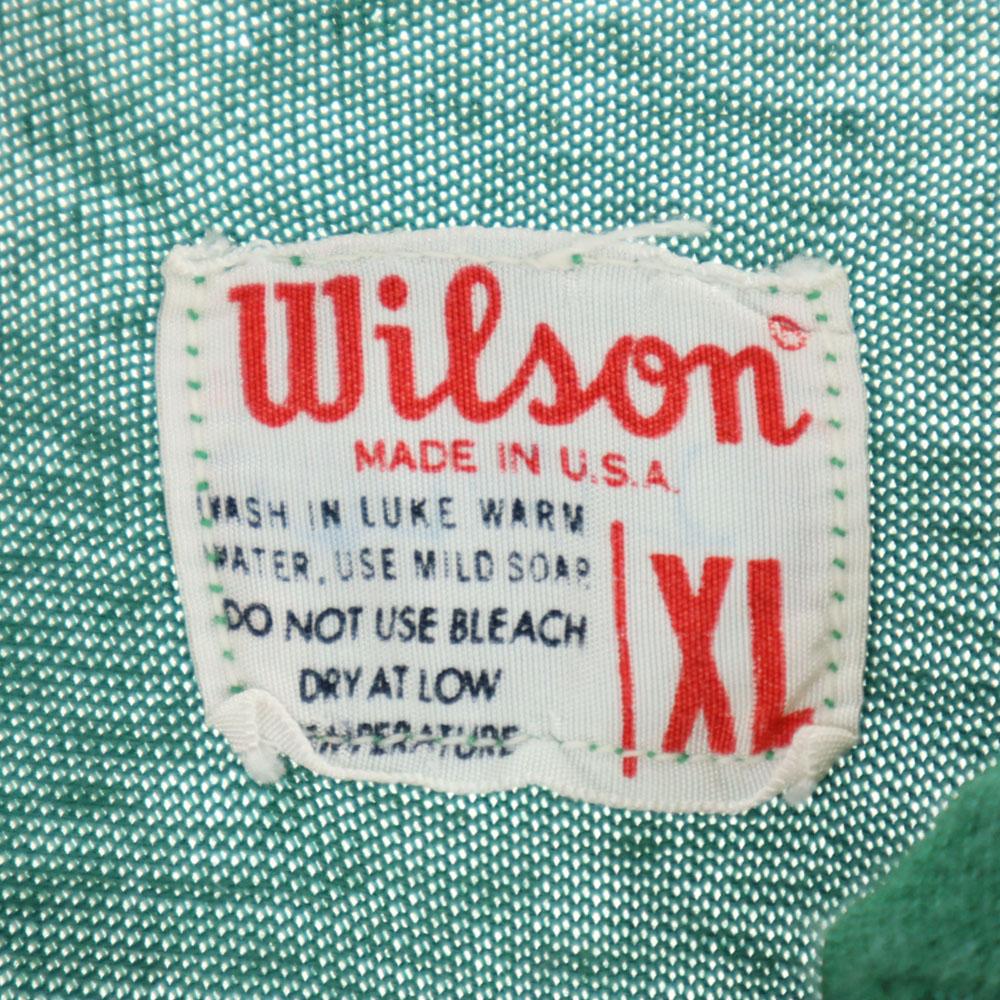 Wilson
MADE IN U.S.A.
WASH IN LUKE WARM
WATER, USE MILD SOAP
DO NOT USE BLEACH
DRY AT LOW
TEMPERATURE
XL